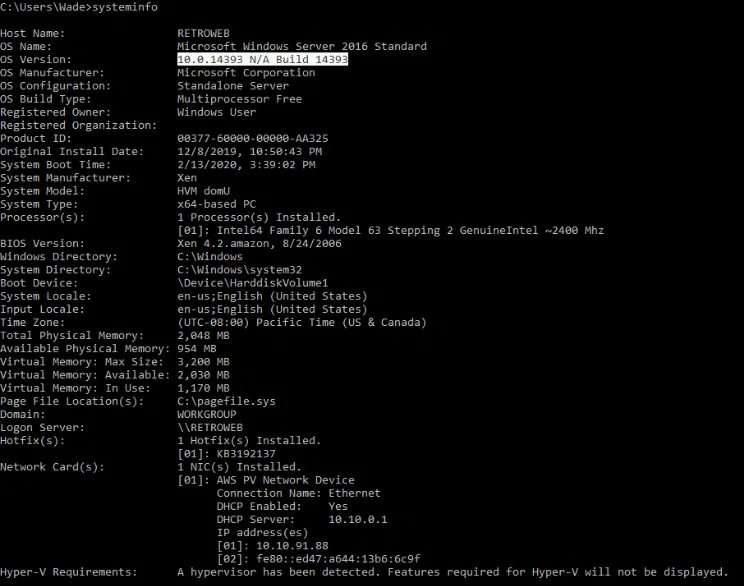 C:\Users\Wade>systeminfo
Host Name: RETROWEB
OS Name: Microsoft Windows Server 2016 Standard
OS Version: 10.0.14393 N/A Build 14393
OS Manufacturer: Microsoft Corporation
OS Configuration: Standalone Server
OS Build Type: Multiprocessor Free
Registered Owner: Windows User
Registered Organization:
Product ID: 00377-60000-00000-AA325
Original Install Date: 12/8/2019, 10:50:43 PM
System Boot Time: 2/13/2020, 3:39:02 PM
System Manufacturer: Xen
System Model: HVM domU
System Type: x64-based PC
Processor(s): 1 Processor(s) Installed.
[01]: Intel64 Family 6 Model 63 Stepping 2 GenuineIntel ~2400 Mhz
BIOS Version: Xen 4.2.amazon, 8/24/2006
Windows Directory: C:\Windows
System Directory: C:\Windows\system32
Boot Device: \Device\HarddiskVolume1
System Locale: en-us;English (United States)
Input Locale: en-us;English (United States)
Time Zone: (UTC-08:00) Pacific Time (US & Canada)
Total Physical Memory: 2,048 MB
Available Physical Memory: 954 MB
Virtual Memory: Max Size: 3,200 MB
Virtual Memory: Available: 2,030 MB
Virtual Memory: In Use: 1,170 MB
Page File Location(s): C:\pagefile.sys
Domain: WORKGROUP
Logon Server: \\RETROWEB
Hotfix(s): 1 Hotfix(s) Installed.
[01]: KB3192137
Network Card(s): 1 NIC(s) Installed.
[01]: AWS PV Network Device
Connection Name: Ethernet
DHCP Enabled: Yes
DHCP Server: 10.10.0.1
IP address(es)
[01]: 10.10.91.88
[02]: fe80::ed47:a644:13b6:6c9f
Hyper-V Requirements: A hypervisor has been detected. Features required for Hyper-V will not be displayed.